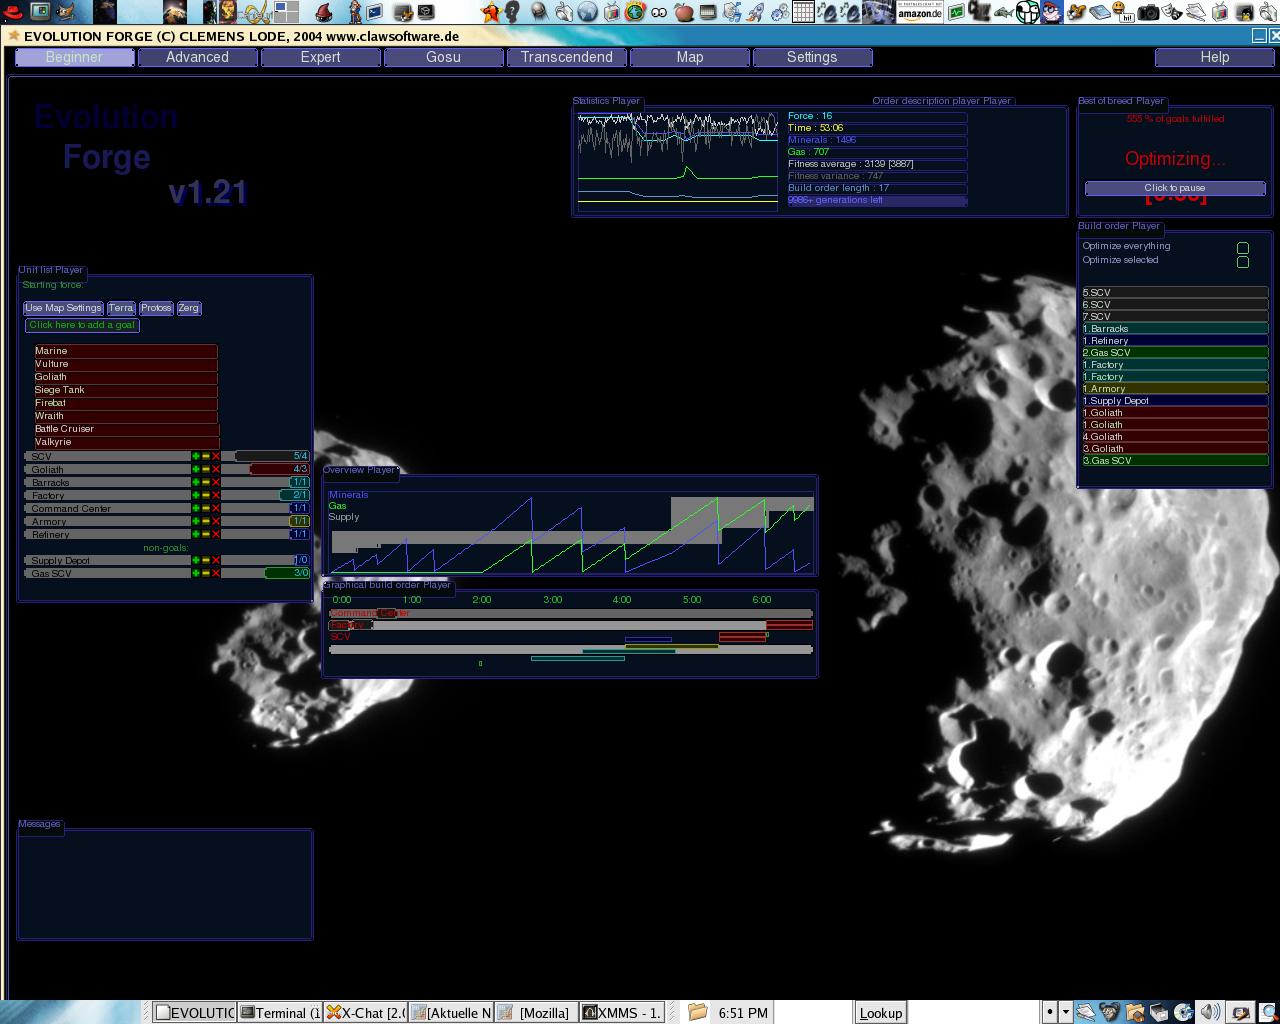 EVOLUTION FORGE (C) CLEMENS LODE, 2004 www.clawsoftware.de
Beginner Advanced Expert Gosu Transcendend Map Settings Help
Evolution
Forge
v1.21
Statistics Player
Order description player Player
Force : 16
Time : 53:06
Minerals : 1496
Gas : 707
Fitness average : 3139 [3887]
Fitness variance : 747
Build order length : 17
9986+ generations left
Best of breed Player
555 % of goals fulfilled
Optimizing...
Click to pause
Build order Player
Optimize everything
Optimize selected
5.SCV
6.SCV
7.SCV
1.Barracks
1.Refinery
2.Gas SCV
1.Factory
1.Factory
1.Armory
1.Supply Depot
1.Goliath
1.Goliath
4.Goliath
3.Goliath
3.Gas SCV
Unit list Player
Starting force:
Use Map Settings Terra Protoss Zerg
Click here to add a goal
Marine
Vulture
Goliath
Siege Tank
Firebat
Wraith
Battle Cruiser
Valkyrie
SCV 5/4
Goliath 4/3
Barracks 1/1
Factory 2/1
Command Center 1/1
Armory 1/1
Refinery 1/1
non-goals:
Supply Depot 1/0
Gas SCV 3/0
Overview Player
Minerals
Gas
Supply
Graphical build order Player
0:00 1:00 2:00 3:00 4:00 5:00 6:00
Command Center
Factory
SCV
Messages
amazon.de
EVOLUTIC Terminal (i X-Chat [2.( [Aktuelle N [Mozilla] XMMS - 1. 6:51 PM Lookup